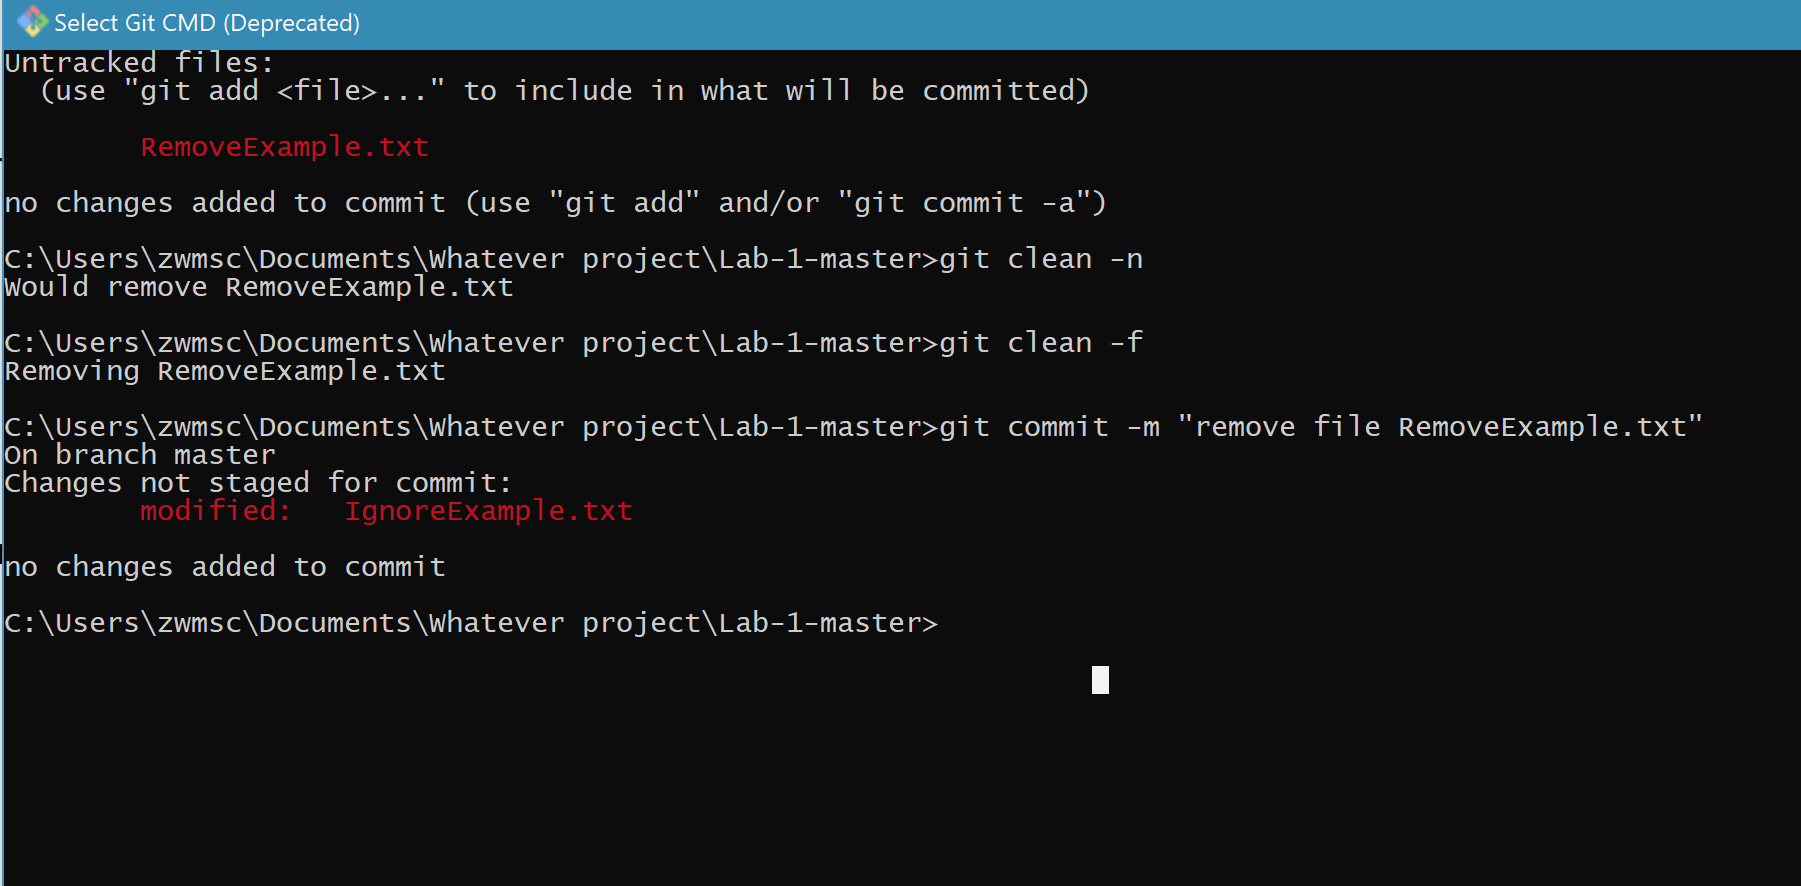 Select Git CMD (Deprecated)
Untracked files:
  (use "git add <file>..." to include in what will be committed)
        RemoveExample.txt
no changes added to commit (use "git add" and/or "git commit -a")
C:\Users\zwmsc\Documents\Whatever project\Lab-1-master>git clean -n
Would remove RemoveExample.txt
C:\Users\zwmsc\Documents\Whatever project\Lab-1-master>git clean -f
Removing RemoveExample.txt
C:\Users\zwmsc\Documents\Whatever project\Lab-1-master>git commit -m "remove file RemoveExample.txt"
On branch master
Changes not staged for commit:
        modified:   IgnoreExample.txt
no changes added to commit
C:\Users\zwmsc\Documents\Whatever project\Lab-1-master>